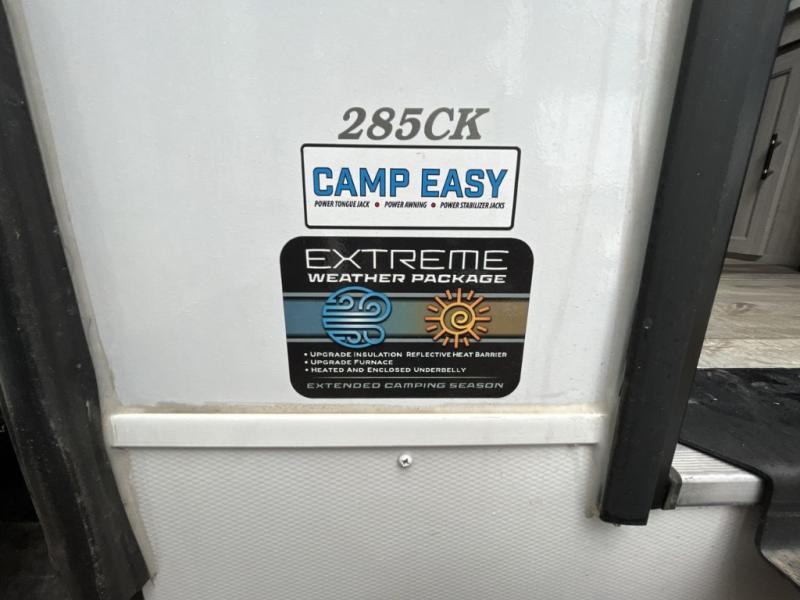 285CK
CAMP EASY
POWER TONGUE JACK • POWER AWNING • POWER STABILIZER JACKS
EXTREME
WEATHER PACKAGE
• UPGRADE INSULATION REFLECTIVE HEAT BARRIER
• UPGRADE FURNACE
• HEATED AND ENCLOSED UNDERBELLY
EXTENDED CAMPING SEASON